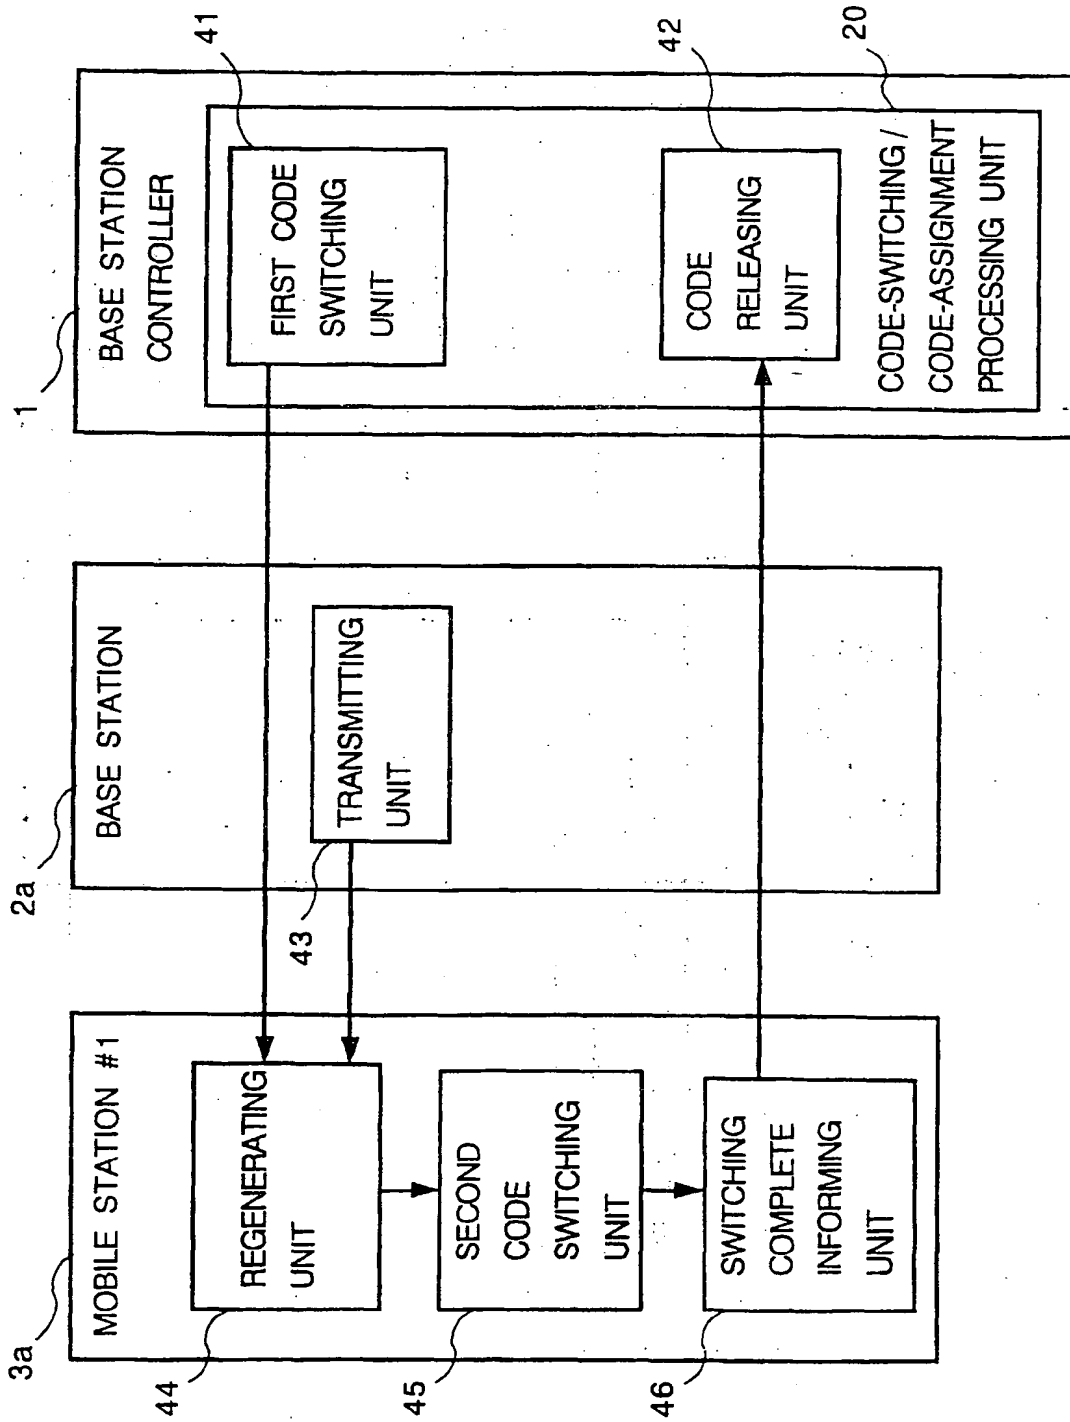 3a
MOBILE STATION #1
44
REGENERATING
UNIT
45
SECOND
CODE
SWITCHING
UNIT
46
SWITCHING
COMPLETE
INFORMING
UNIT
2a
BASE STATION
43
TRANSMITTING
UNIT
1
BASE STATION
CONTROLLER
41
FIRST CODE
SWITCHING
UNIT
42
CODE
RELEASING
UNIT
20
CODE-SWITCHING/
CODE-ASSIGNMENT
PROCESSING UNIT